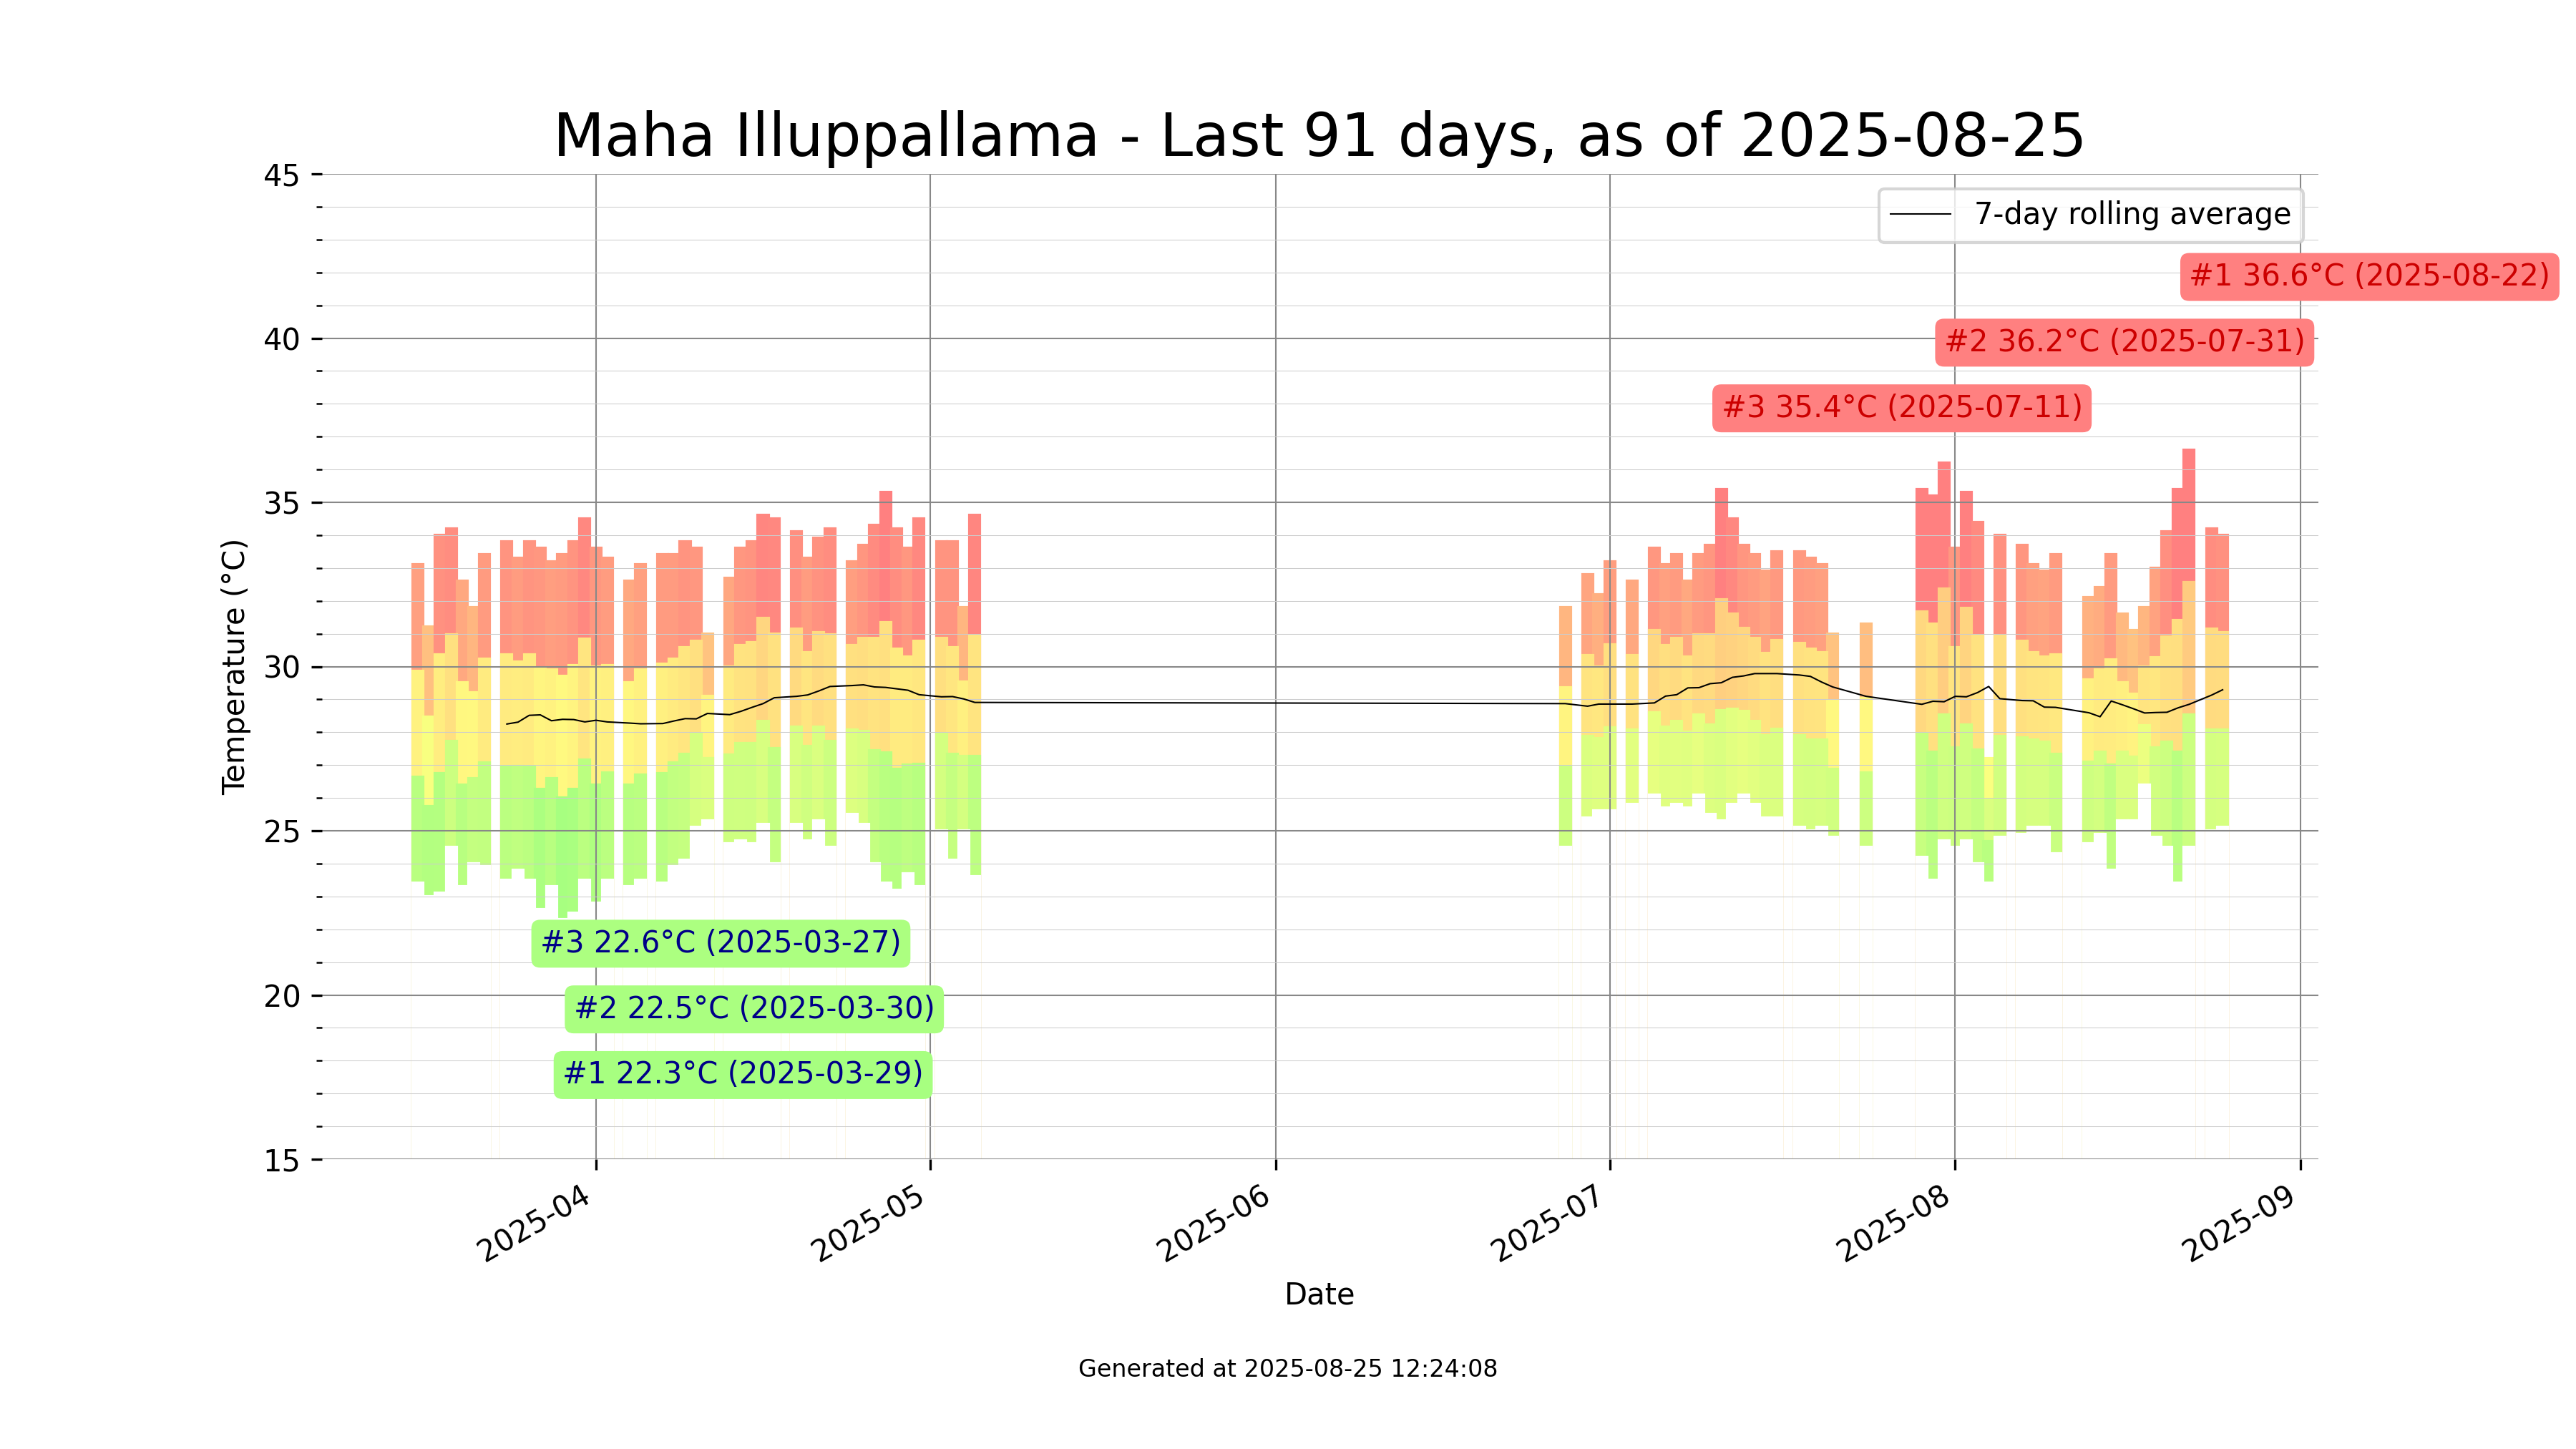 Maha Illuppallama - Last 91 days, as of 2025-08-25
45
40
35
30
25
20
15
Temperature (°C)
7-day rolling average
#1 36.6°C (2025-08-22)
#2 36.2°C (2025-07-31)
#3 35.4°C (2025-07-11)
#3 22.6°C (2025-03-27)
#2 22.5°C (2025-03-30)
#1 22.3°C (2025-03-29)
2025-04
2025-05
2025-06
2025-07
2025-08
2025-09
Date
Generated at 2025-08-25 12:24:08